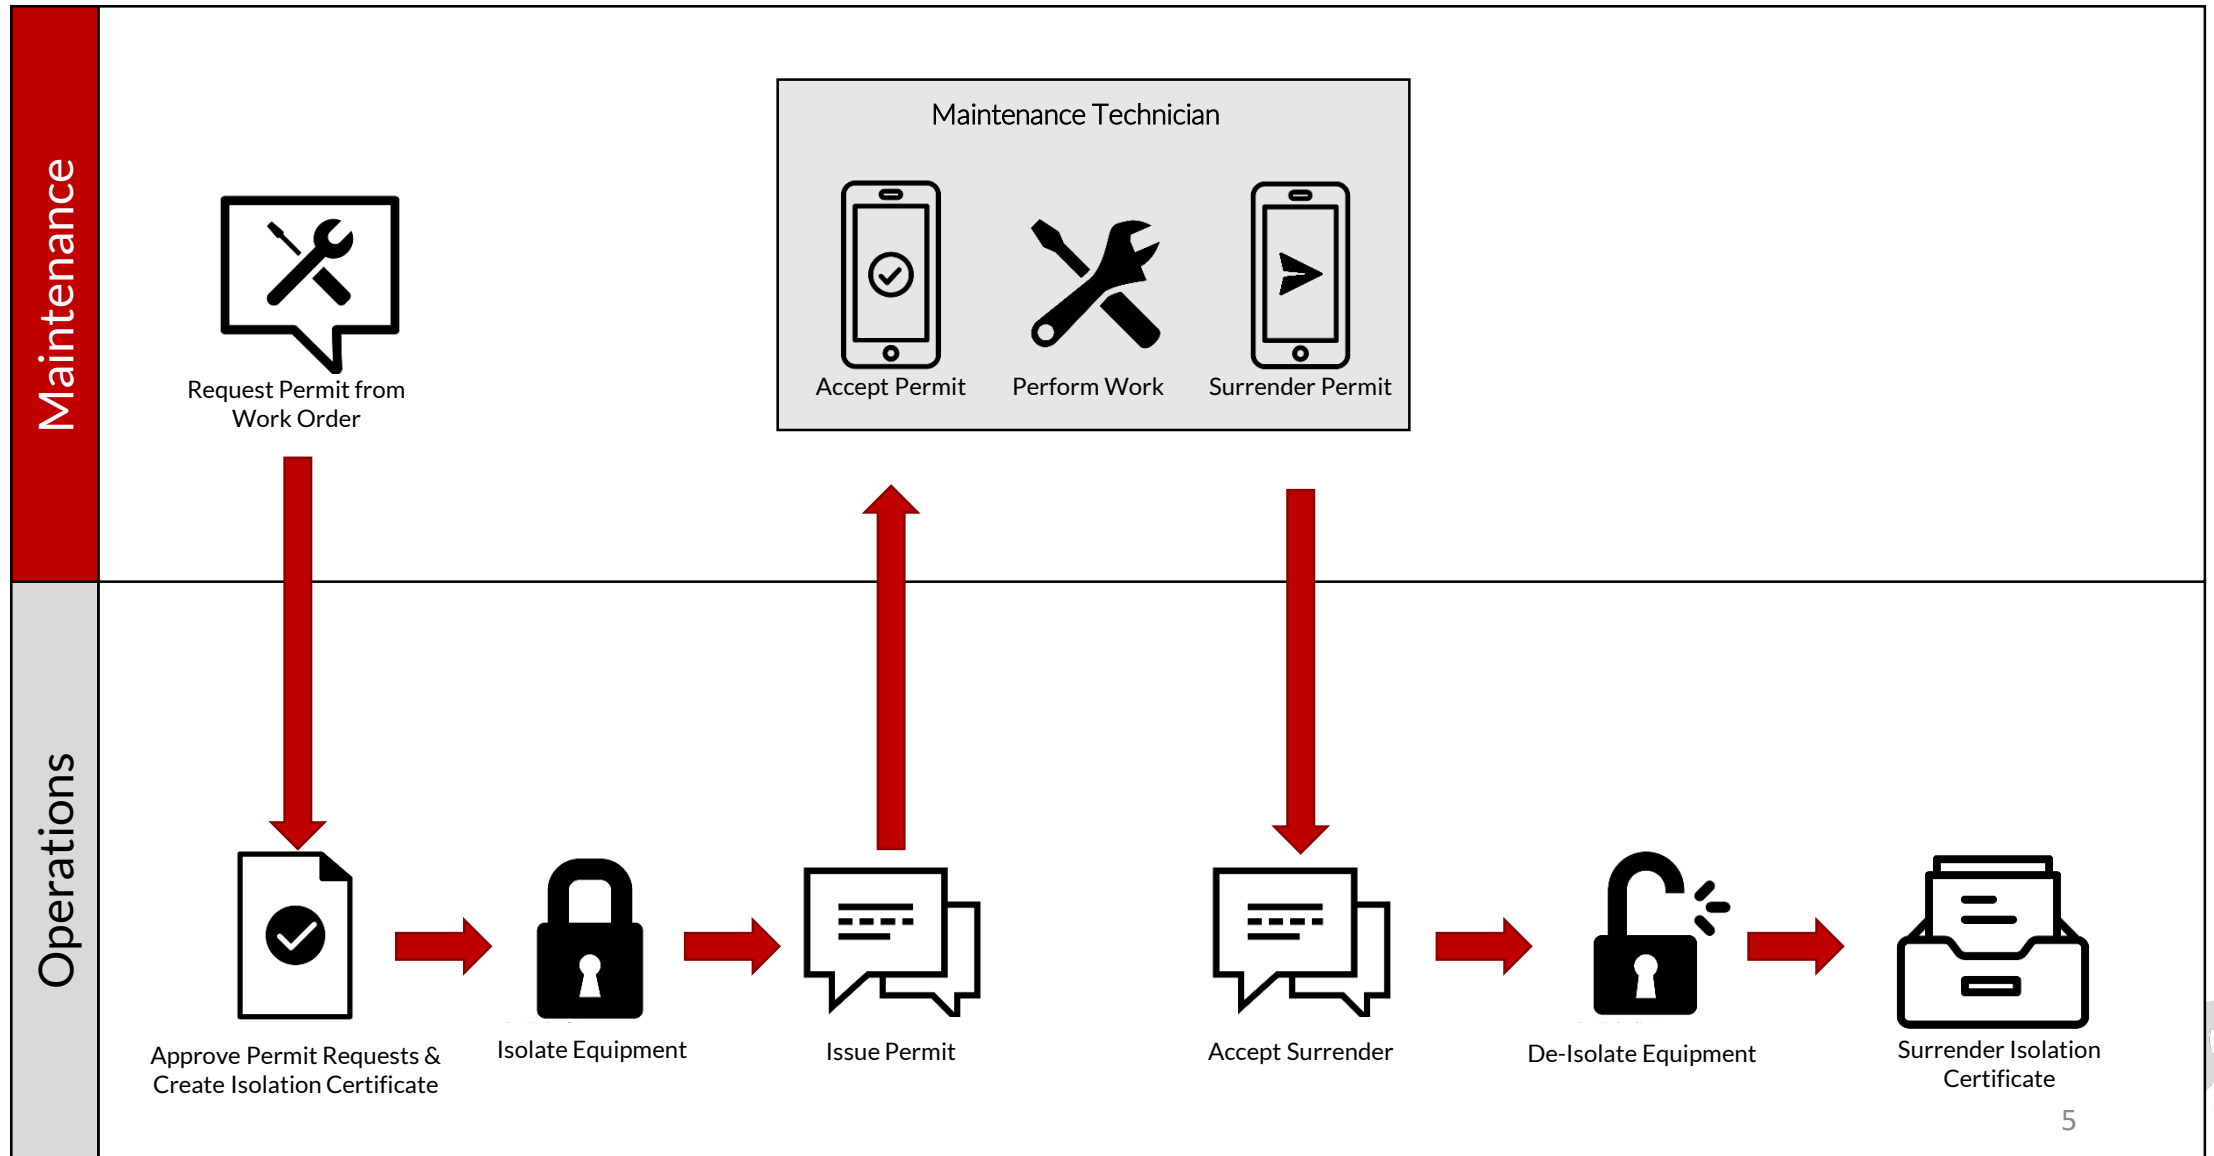 Maintenance
Maintenance Technician
Request Permit from
Work Order
Accept Permit
Perform Work
Surrender Permit
Operations
Approve Permit Requests &
Create Isolation Certificate
Isolate Equipment
Issue Permit
Accept Surrender
De-Isolate Equipment
Surrender Isolation
Certificate
5